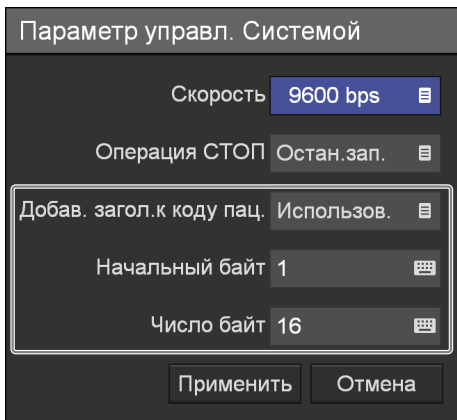 Параметр управл. Системой
Скорость 9600 bps
Операция СТОП Остан.зап.
Добав. загол.к коду пац. Использов.
Начальный байт 1
Число байт 16
Применить Отмена